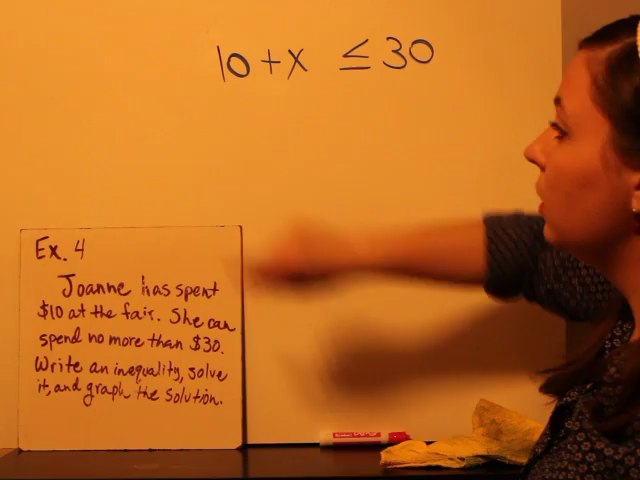 10 + x ≤ 30
Ex. 4
Joanne has spent
$10 at the fair. She can
spend no more than $30.
Write an inequality, solve
it, and graph the solution.